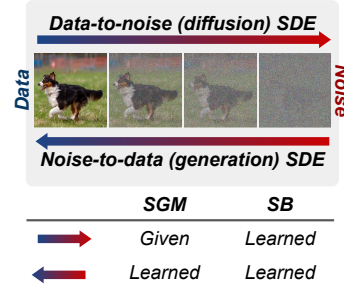 Data-to-noise (diffusion) SDE
Data
Noise
Noise-to-data (generation) SDE
SGM SB
Given Learned
Learned Learned